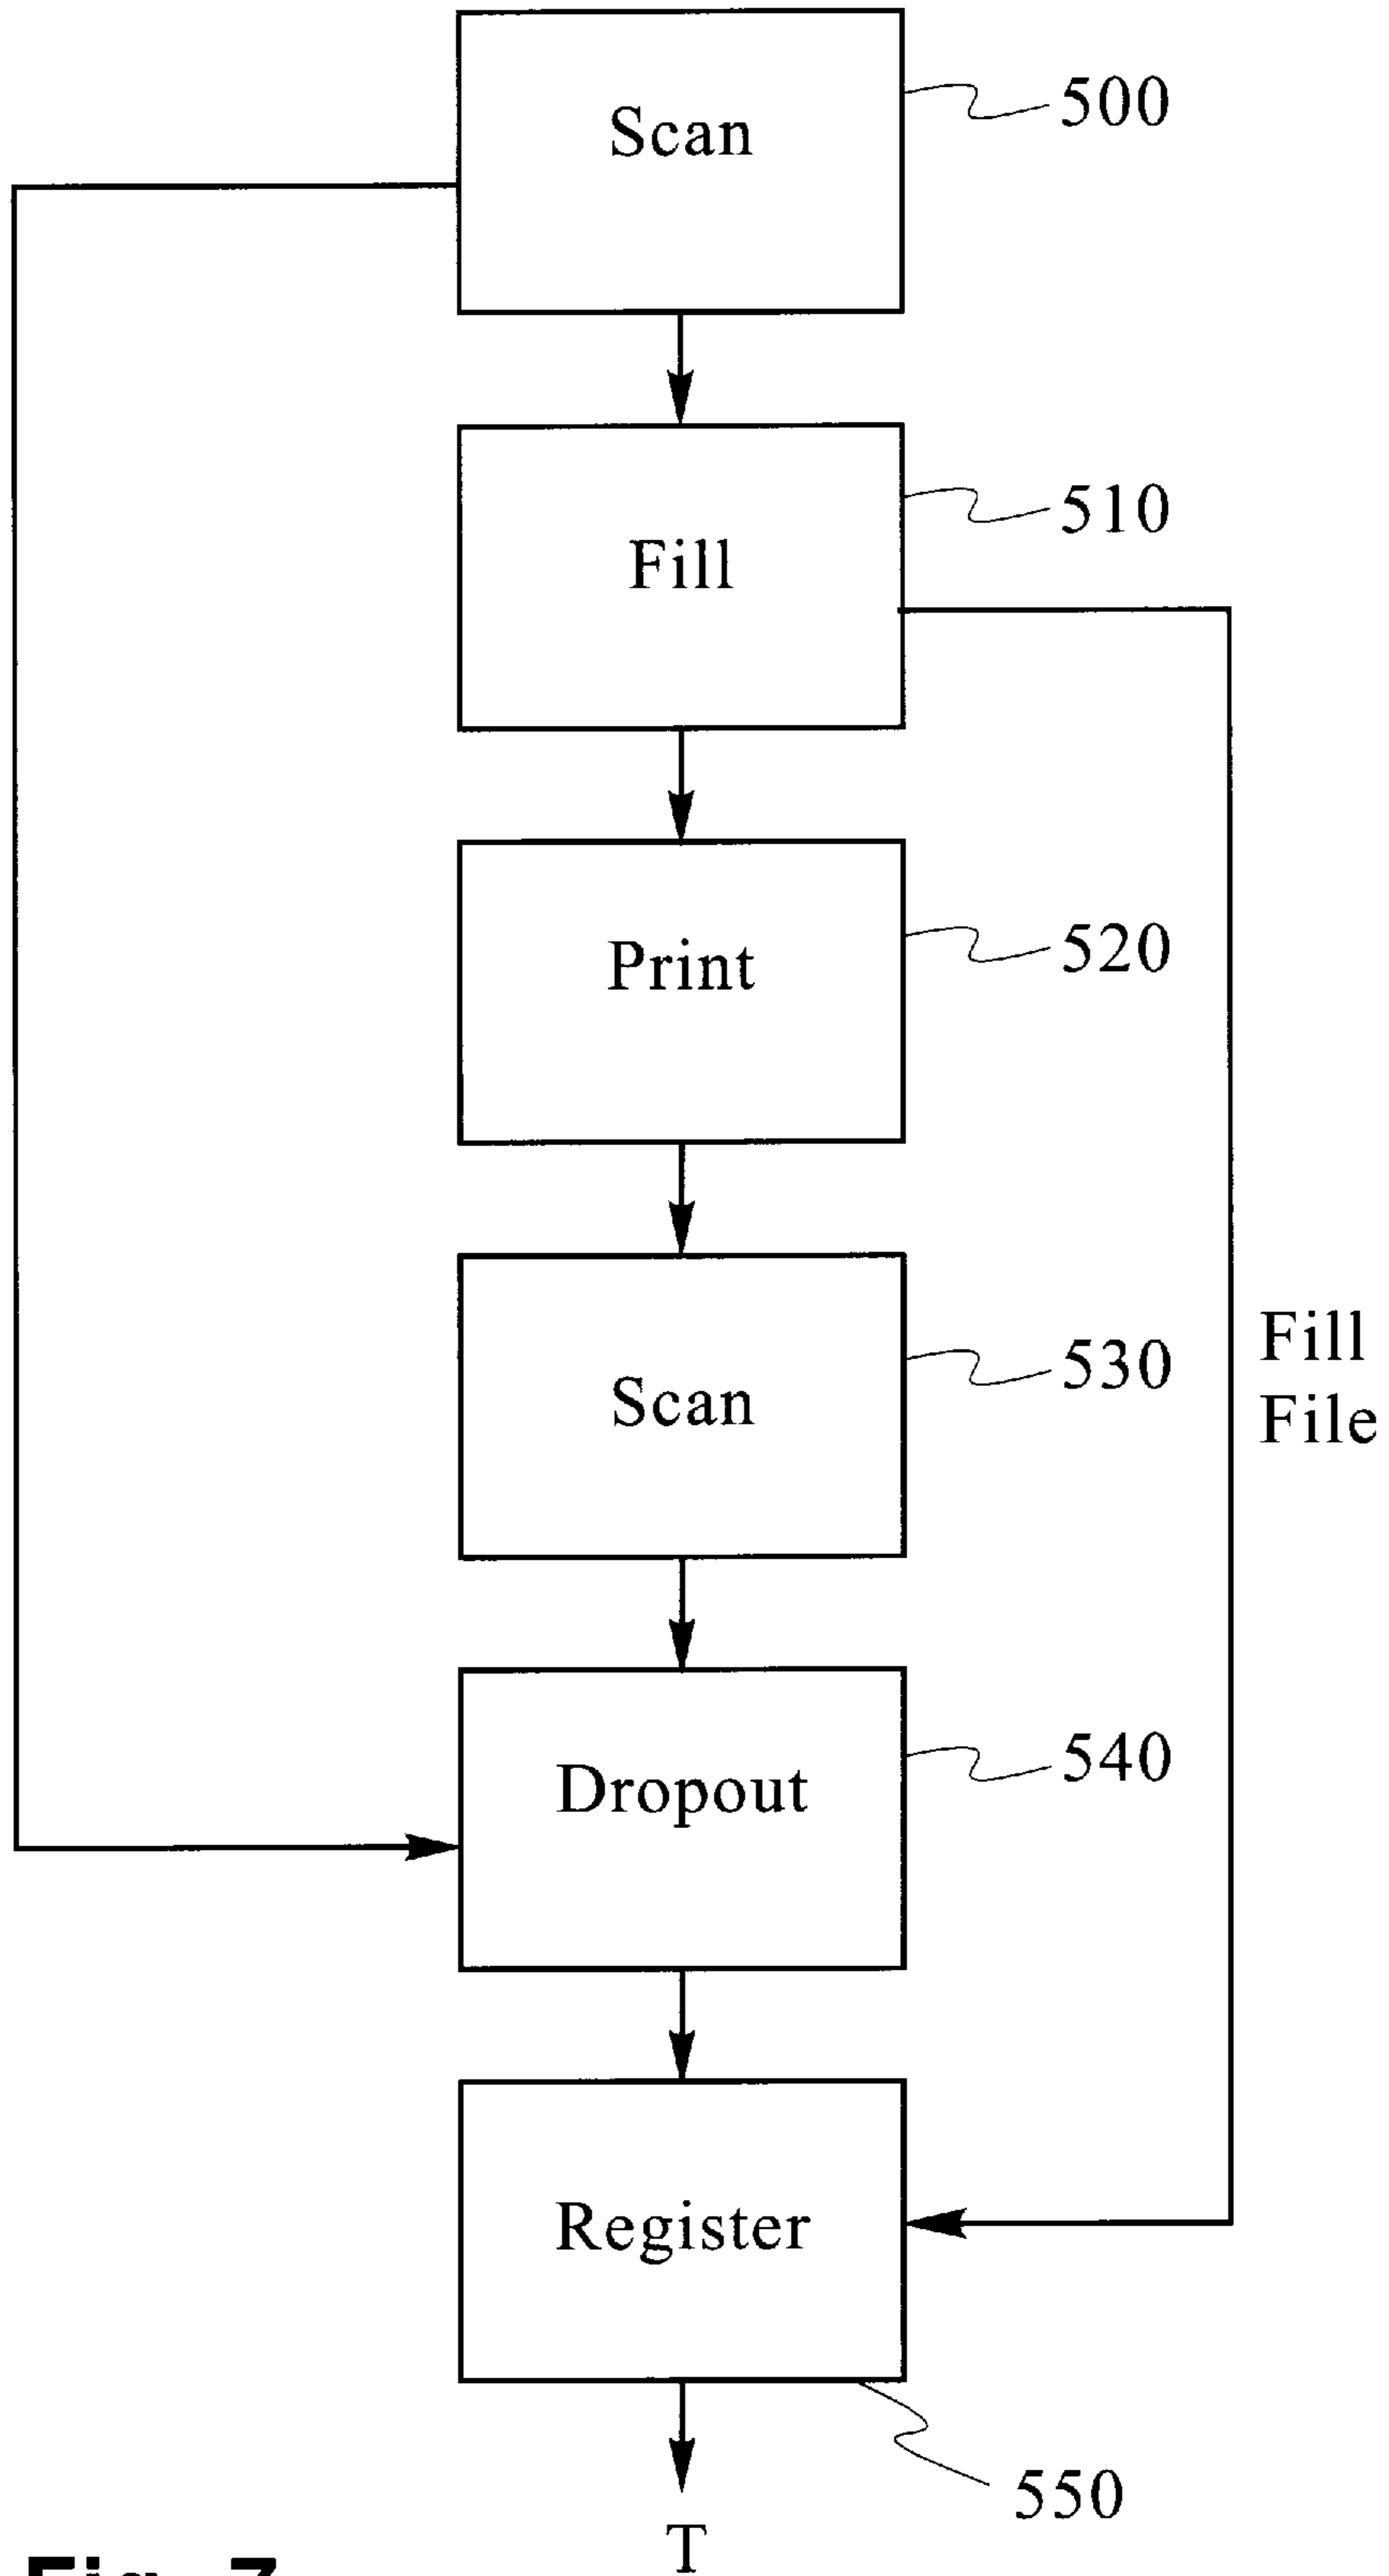 Scan
500
Fill
510
Print
520
Scan
530
Fill
File
Dropout
540
Register
550
T